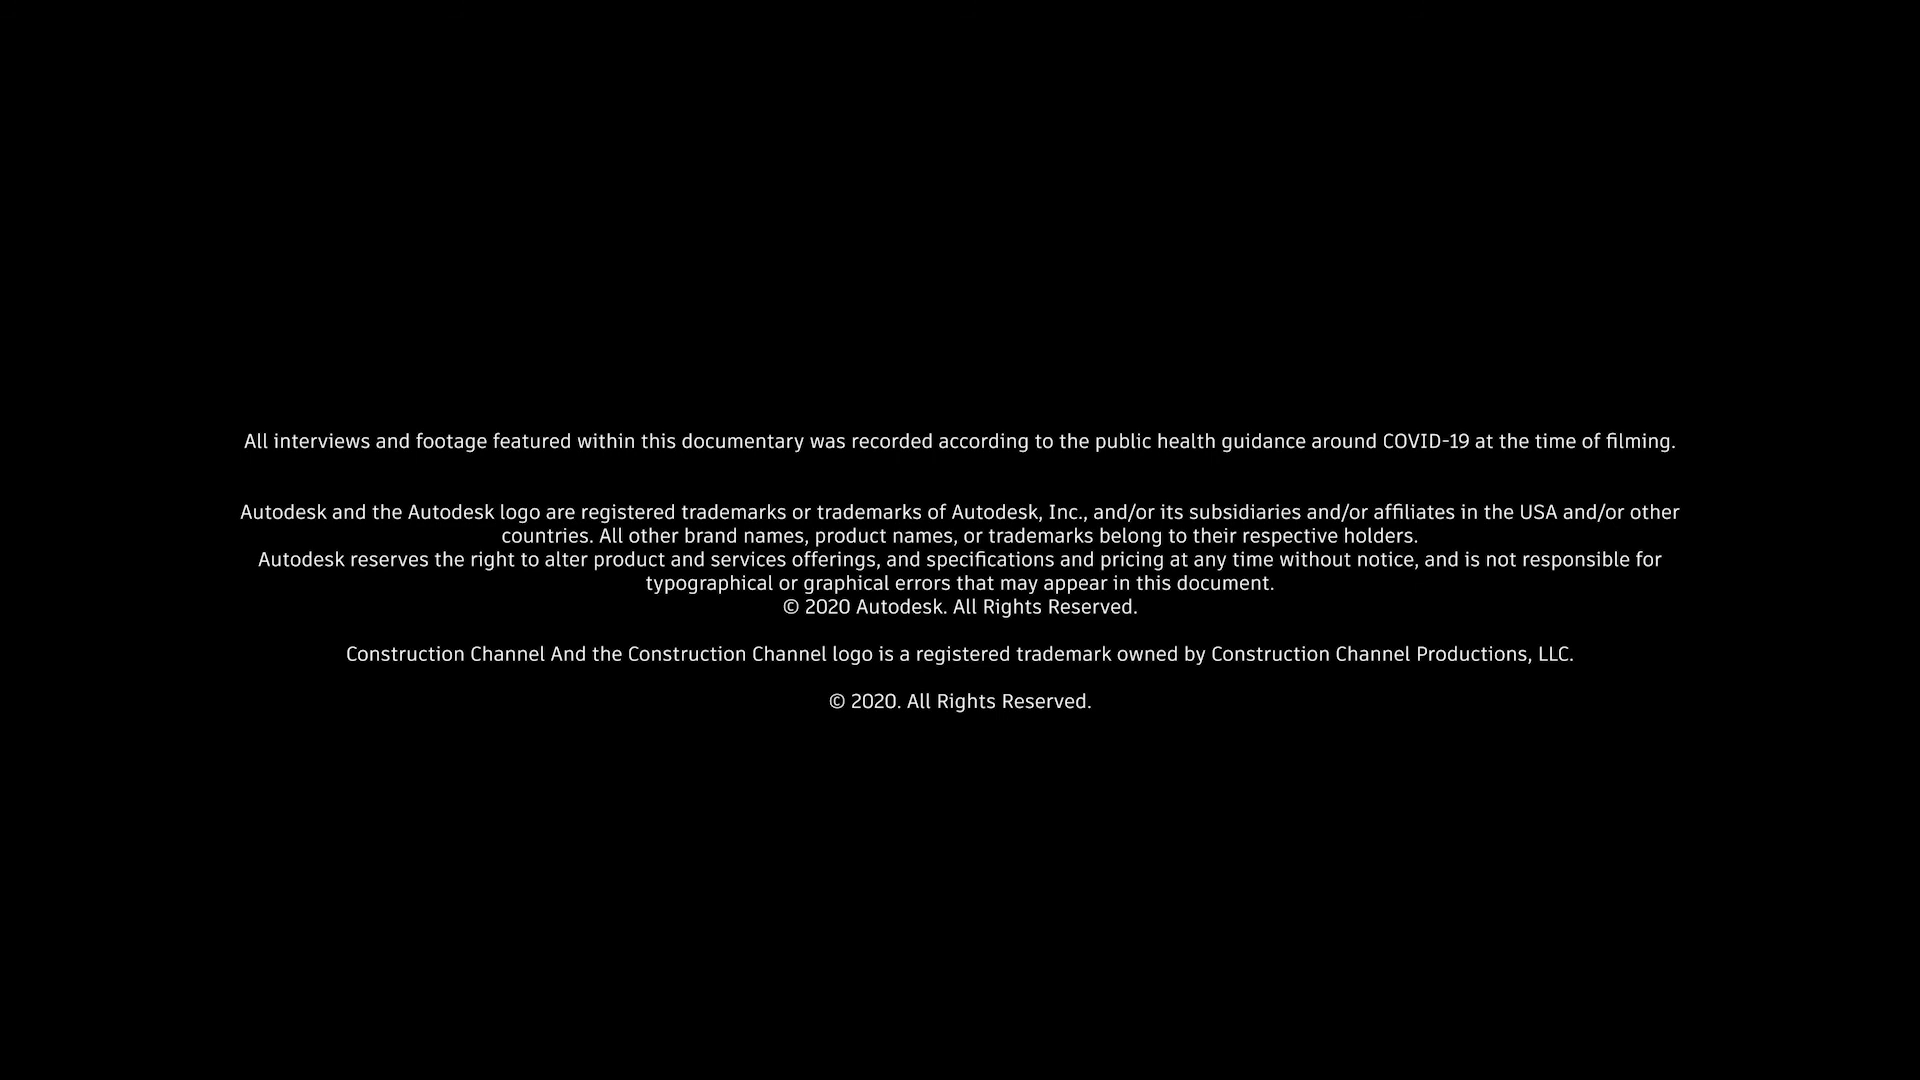 All interviews and footage featured within this documentary was recorded according to the public health guidance around COVID-19 at the time of filming.
Autodesk and the Autodesk logo are registered trademarks or trademarks of Autodesk, Inc., and/or its subsidiaries and/or affiliates in the USA and/or other
countries. All other brand names, product names, or trademarks belong to their respective holders.
Autodesk reserves the right to alter product and services offerings, and specifications and pricing at any time without notice, and is not responsible for
typographical or graphical errors that may appear in this document.
© 2020 Autodesk. All Rights Reserved.
Construction Channel And the Construction Channel logo is a registered trademark owned by Construction Channel Productions, LLC.
© 2020. All Rights Reserved.